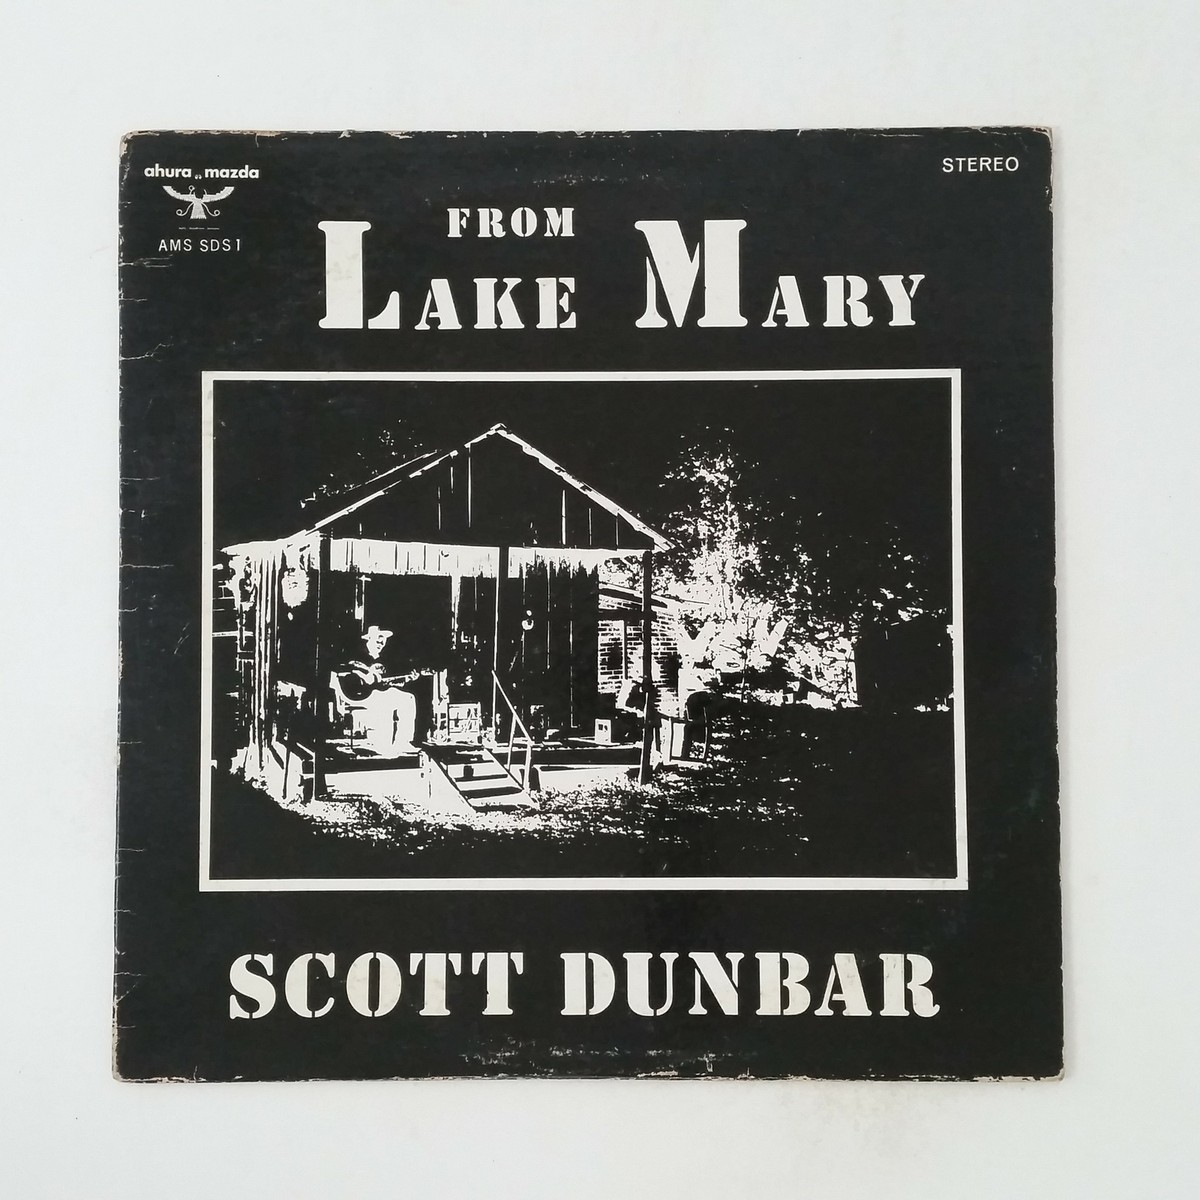 ahura mazda
AMS SDS1
STEREO
FROM
LAKE MARY
SCOTT DUNBAR